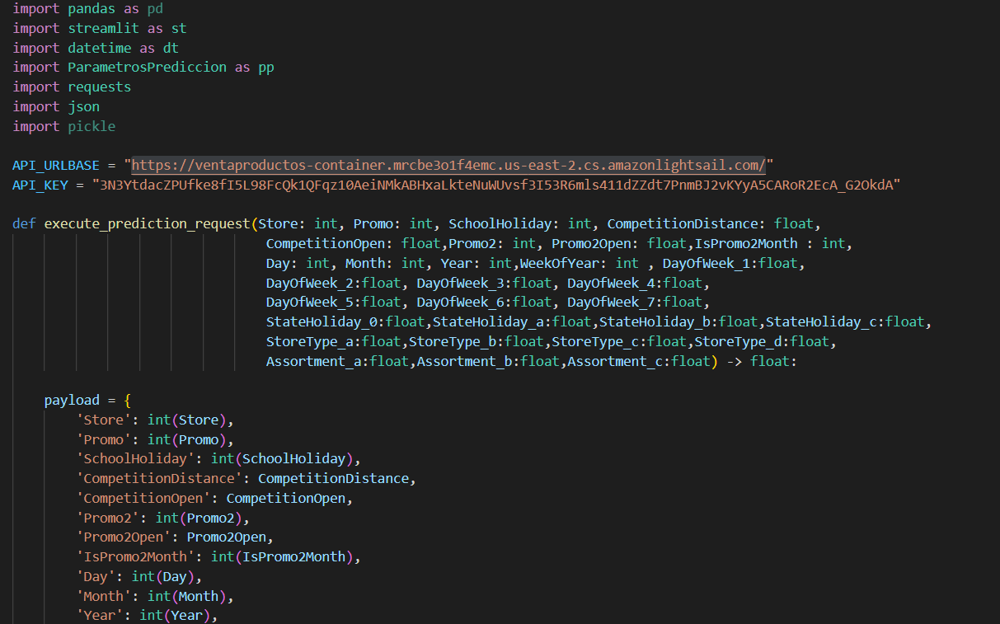 import pandas as pd
import streamlit as st
import datetime as dt
import ParametrosPrediccion as pp
import requests
import json
import pickle
API_URLBASE = "https://ventaproductos-container.mrcbe3o1f4emc.us-east-2.cs.amazonlightsail.com/"
API_KEY = "3N3YtdacZPUfke8fI5L98FcQk1QFqz10AeiNMkABHxaLkteNuWUvsf3I53R6mls411dZZdt7PnmBJ2vKYyA5CARoR2EcA_G2OkdA"
def execute_prediction_request(Store: int, Promo: int, SchoolHoliday: int, CompetitionDistance: float,
CompetitionOpen: float,Promo2: int, Promo2Open: float,IsPromo2Month : int,
Day: int, Month: int, Year: int,WeekOfYear: int , DayOfWeek_1:float,
DayOfWeek_2:float, DayOfWeek_3:float, DayOfWeek_4:float,
DayOfWeek_5:float, DayOfWeek_6:float, DayOfWeek_7:float,
StateHoliday_0:float,StateHoliday_a:float,StateHoliday_b:float,StateHoliday_c:float,
StoreType_a:float,StoreType_b:float,StoreType_c:float,StoreType_d:float,
Assortment_a:float,Assortment_b:float,Assortment_c:float) -> float:
payload = {
'Store': int(Store),
'Promo': int(Promo),
'SchoolHoliday': int(SchoolHoliday),
'CompetitionDistance': CompetitionDistance,
'CompetitionOpen': CompetitionOpen,
'Promo2': int(Promo2),
'Promo2Open': Promo2Open,
'IsPromo2Month': int(IsPromo2Month),
'Day': int(Day),
'Month': int(Month),
'Year': int(Year),